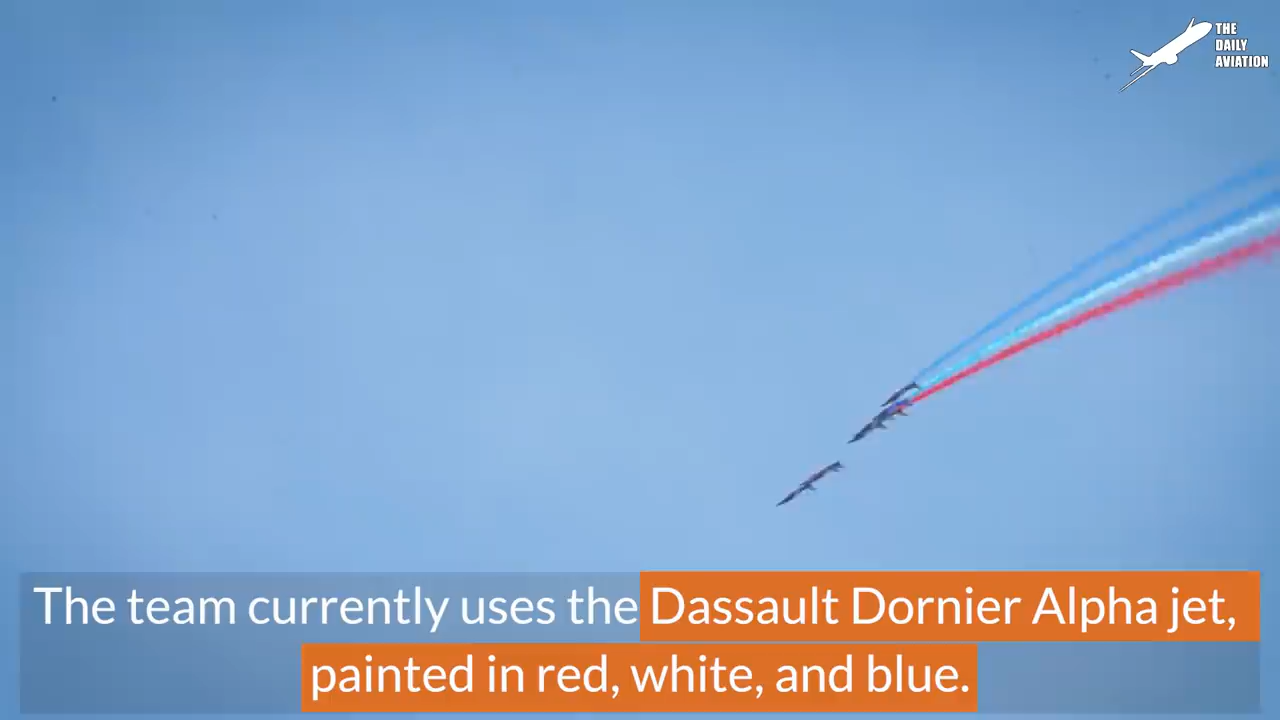 THE
DAILY
AVIATION
The team currently uses the Dassault Dornier Alpha jet,
painted in red, white, and blue.